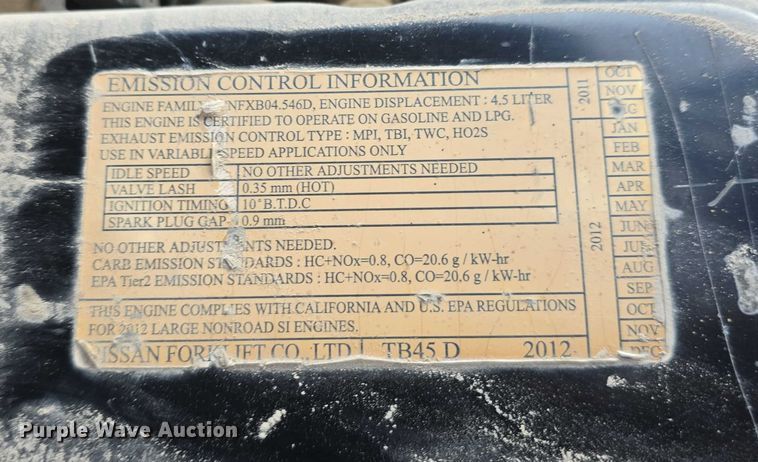 EMISSION CONTROL INFORMATION
ENGINE FAMILY NFXB04.546D, ENGINE DISPLACEMENT : 4.5 LITER
THIS ENGINE IS CERTIFIED TO OPERATE ON GASOLINE AND LPG.
EXHAUST EMISSION CONTROL TYPE : MPI, TBI, TWC, HO2S
USE IN VARIABLE SPEED APPLICATIONS ONLY
IDLE SPEED NO OTHER ADJUSTMENTS NEEDED
VALVE LASH 0.35 mm (HOT)
IGNITION TIMING 10° B.T.D.C
SPARK PLUG GAP 0.9 mm
NO OTHER ADJUSTMENTS NEEDED.
CARB EMISSION STANDARDS : HC+NOx=0.8, CO=20.6 g / kW-hr
EPA Tier2 EMISSION STANDARDS : HC+NOx=0.8, CO=20.6 g / kW-hr
THIS ENGINE COMPLIES WITH CALIFORNIA AND U.S. EPA REGULATIONS
FOR 2012 LARGE NONROAD SI ENGINES.
NISSAN FORKLIFT CO., LTD TB45 D 2012
2011
OCT
NOV
DEC
2012
JAN
FEB
MAR
APR
MAY
JUN
JUL
AUG
SEP
OCT
NOV
DEC
Purple Wave Auction